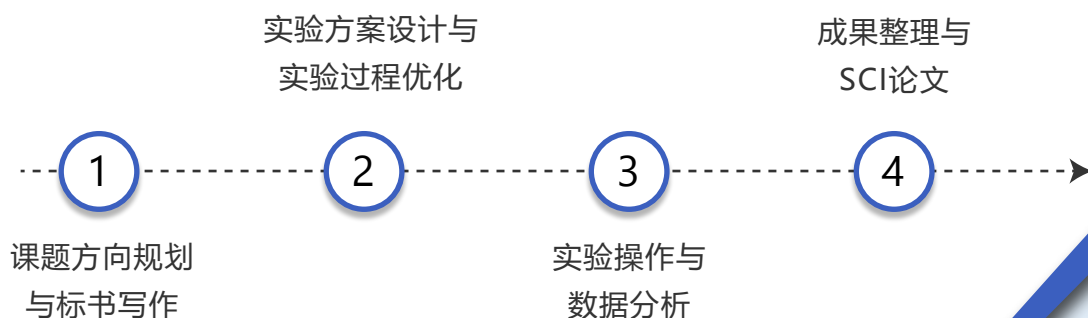 实验方案设计与
实验过程优化
成果整理与
SCI论文
1
2
3
4
课题方向规划
与标书写作
实验操作与
数据分析